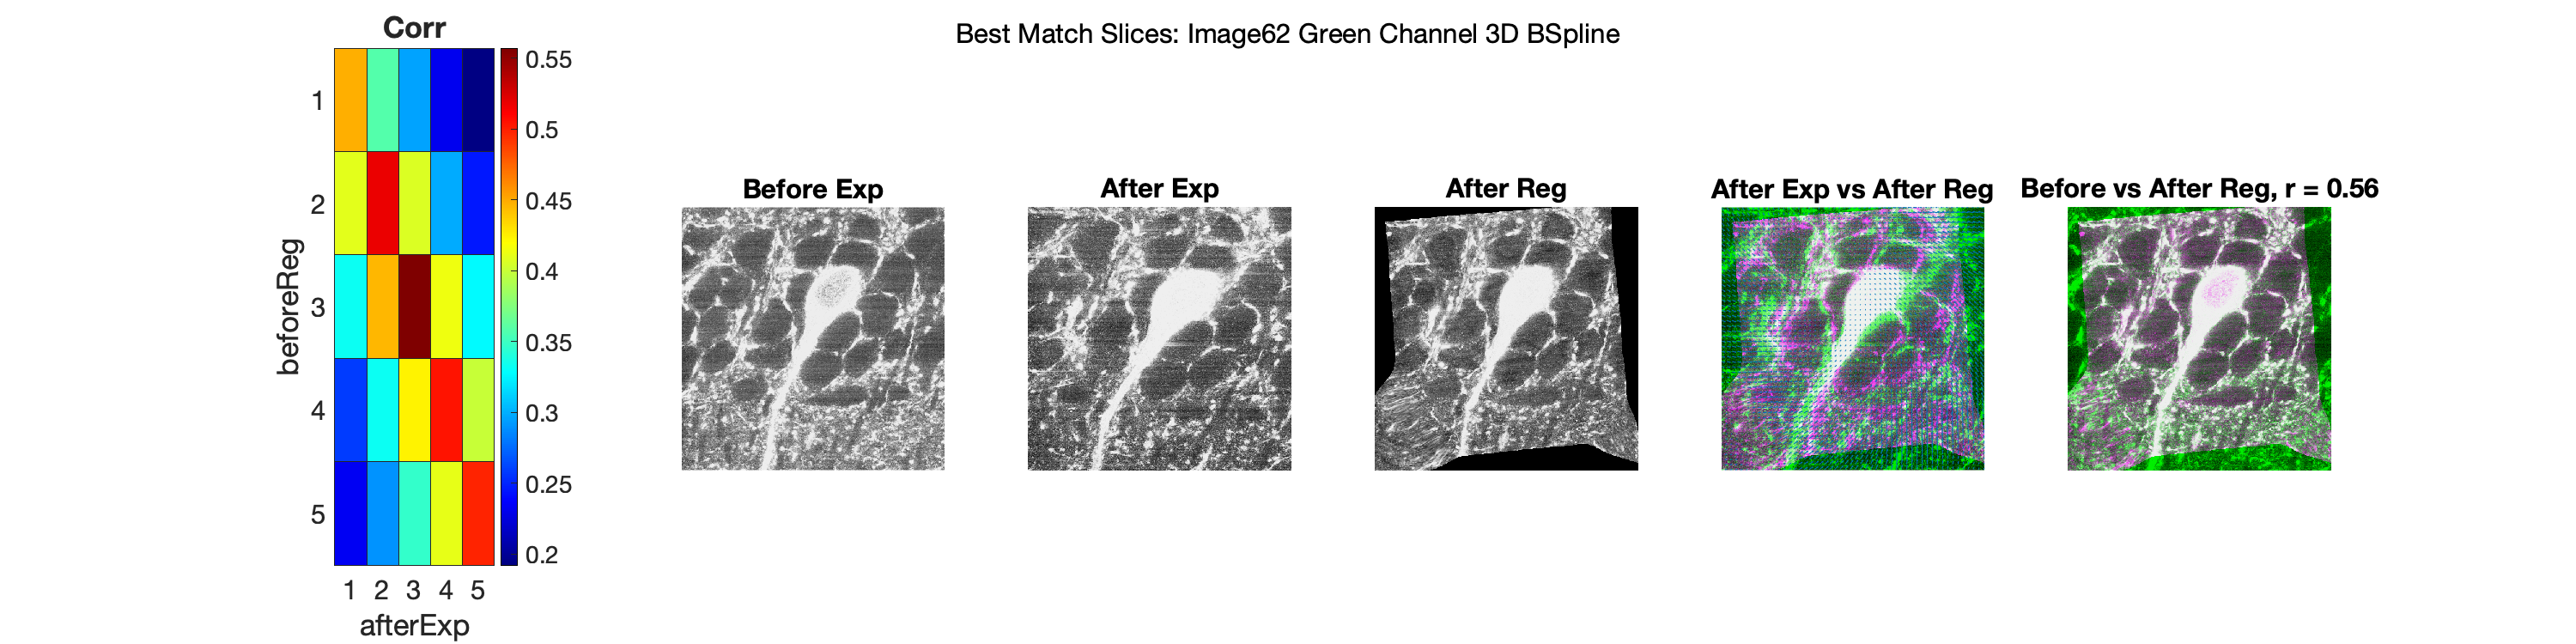 Best Match Slices: Image62 Green Channel 3D BSpline
Corr
beforeReg
1
2
3
4
5
1 2 3 4 5
afterExp
0.55
0.5
0.45
0.4
0.35
0.3
0.25
0.2
Before Exp
After Exp
After Reg
After Exp vs After Reg
Before vs After Reg, r = 0.56